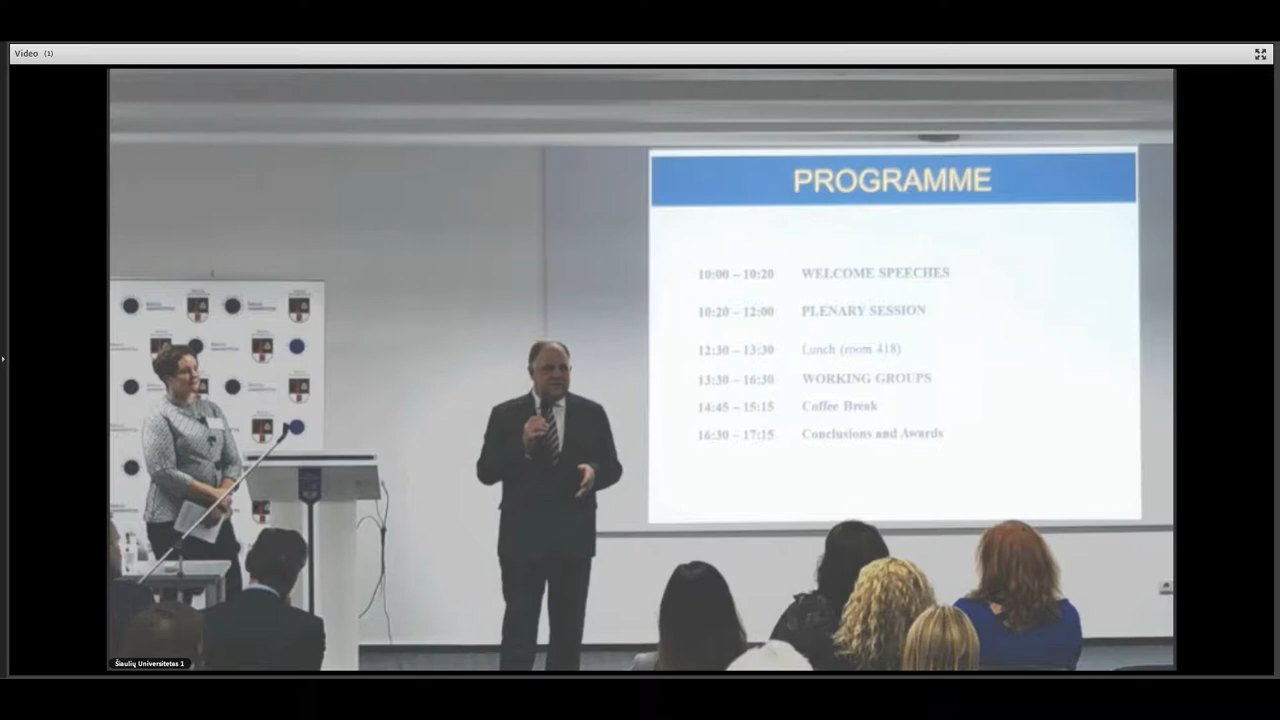 Video (1)
PROGRAMME
10:00 – 10:20 WELCOME SPEECHES
10:20 – 12:00 PLENARY SESSION
12:30 – 13:30 Lunch (room 418)
13:30 – 16:30 WORKING GROUPS
14:45 – 15:15 Coffee Break
16:30 – 17:15 Conclusions and Awards
Šiaulių Universitetas 1